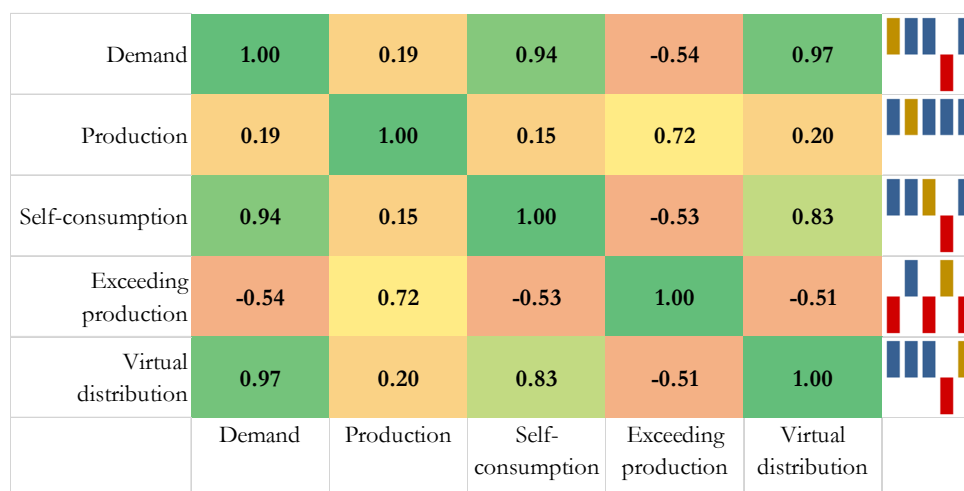 Demand 1.00 0.19 0.94 -0.54 0.97
Production 0.19 1.00 0.15 0.72 0.20
Self-consumption 0.94 0.15 1.00 -0.53 0.83
Exceeding
production -0.54 0.72 -0.53 1.00 -0.51
Virtual
distribution 0.97 0.20 0.83 -0.51 1.00
Demand Production Self- Exceeding Virtual
consumption production distribution